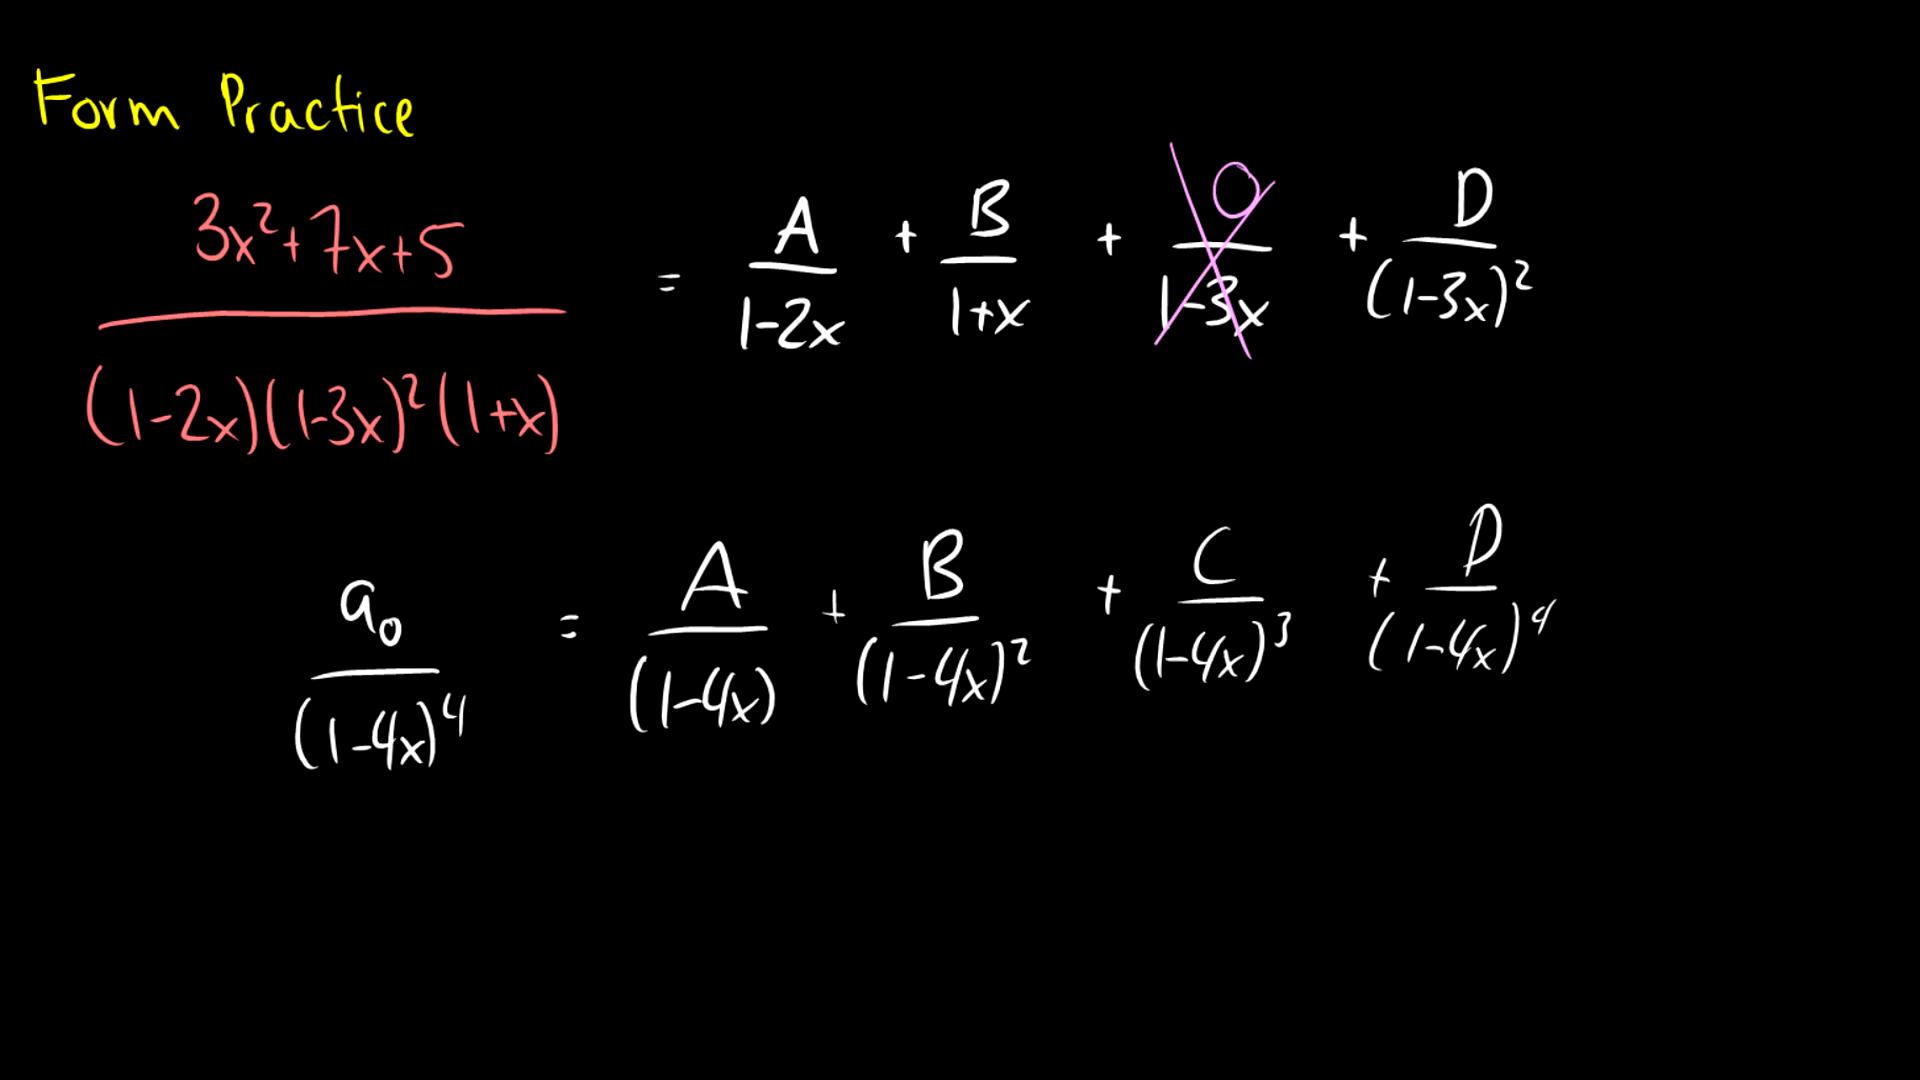 Form Practice
3x²+7x+5 / (1-2x)(1-3x)²(1+x) = A/(1-2x) + B/(1+x) + 0/(1-3x) + D/(1-3x)²
a₀/(1-4x)⁴ = A/(1-4x) + B/(1-4x)² + C/(1-4x)³ + D/(1-4x)⁴